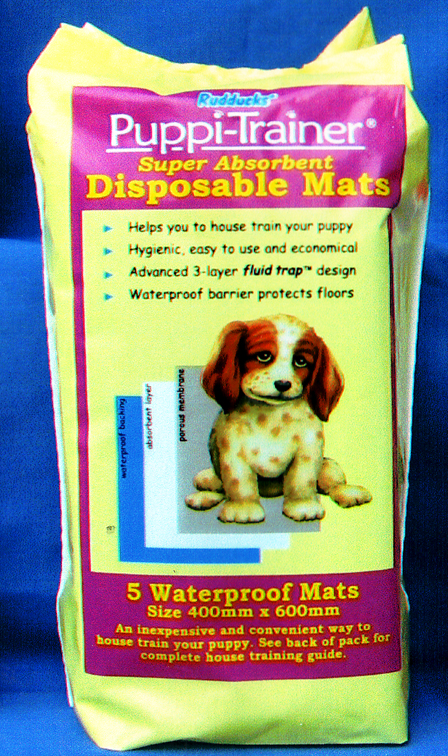 Rudducks®
Puppi-Trainer®
Super Absorbent
Disposable Mats
Helps you to house train your puppy
Hygienic, easy to use and economical
Advanced 3-layer fluid trap™ design
Waterproof barrier protects floors
waterproof backing
absorbent layer
porous membrane
5 Waterproof Mats
Size 400mm x 600mm
An inexpensive and convenient way to
house train your puppy. See back of pack for
complete house training guide.